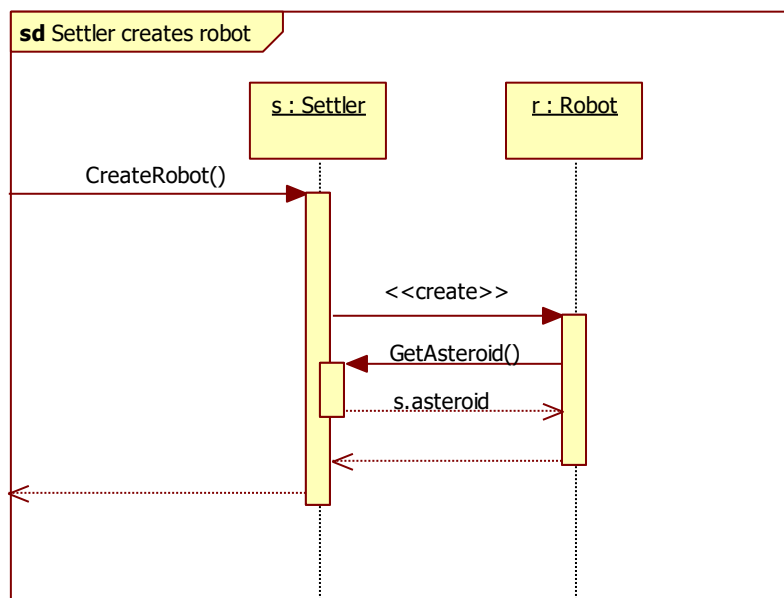 sd Settler creates robot
s : Settler
r : Robot
CreateRobot()
<<create>>
GetAsteroid()
s.asteroid